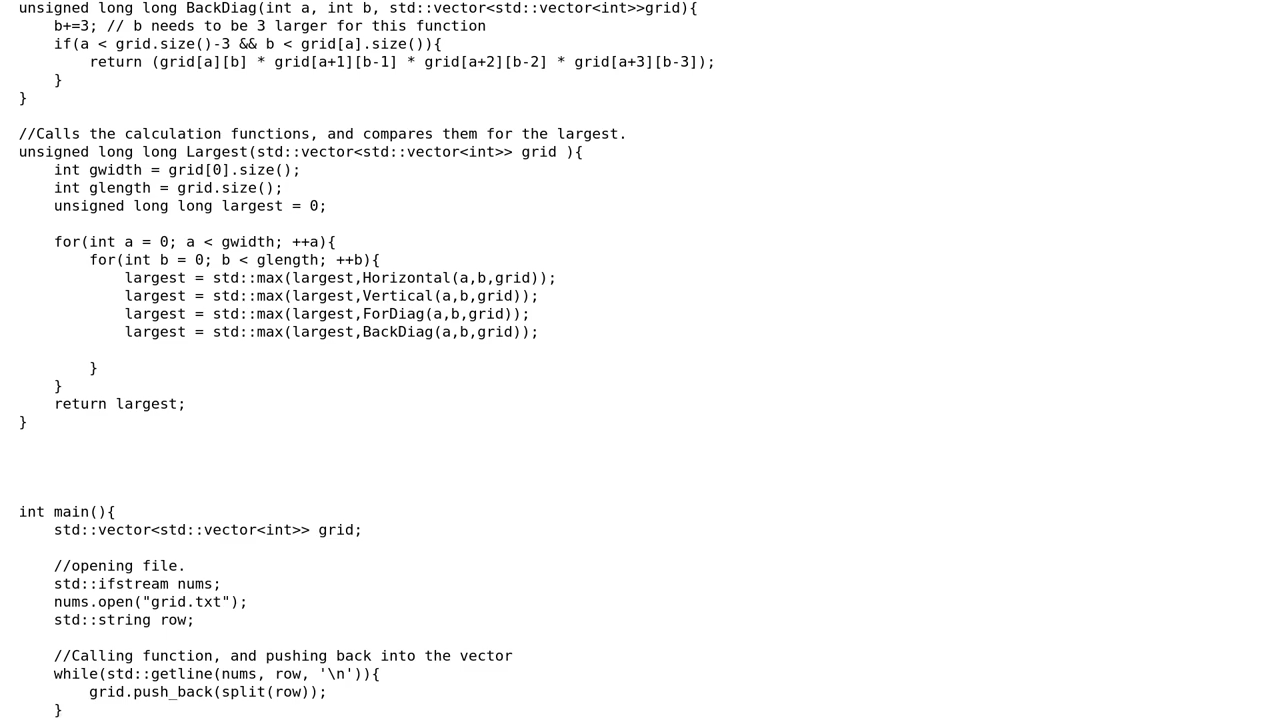 unsigned long long BackDiag(int a, int b, std::vector<std::vector<int>>grid){
    b+=3; // b needs to be 3 larger for this function
    if(a < grid.size()-3 && b < grid[a].size()){
        return (grid[a][b] * grid[a+1][b-1] * grid[a+2][b-2] * grid[a+3][b-3]);
    }
}

//Calls the calculation functions, and compares them for the largest.
unsigned long long Largest(std::vector<std::vector<int>> grid ){
    int gwidth = grid[0].size();
    int glength = grid.size();
    unsigned long long largest = 0;

    for(int a = 0; a < gwidth; ++a){
        for(int b = 0; b < glength; ++b){
            largest = std::max(largest,Horizontal(a,b,grid));
            largest = std::max(largest,Vertical(a,b,grid));
            largest = std::max(largest,ForDiag(a,b,grid));
            largest = std::max(largest,BackDiag(a,b,grid));

        }
    }
    return largest;
}

int main(){
    std::vector<std::vector<int>> grid;

    //opening file.
    std::ifstream nums;
    nums.open("grid.txt");
    std::string row;

    //Calling function, and pushing back into the vector
    while(std::getline(nums, row, '\n')){
        grid.push_back(split(row));
    }